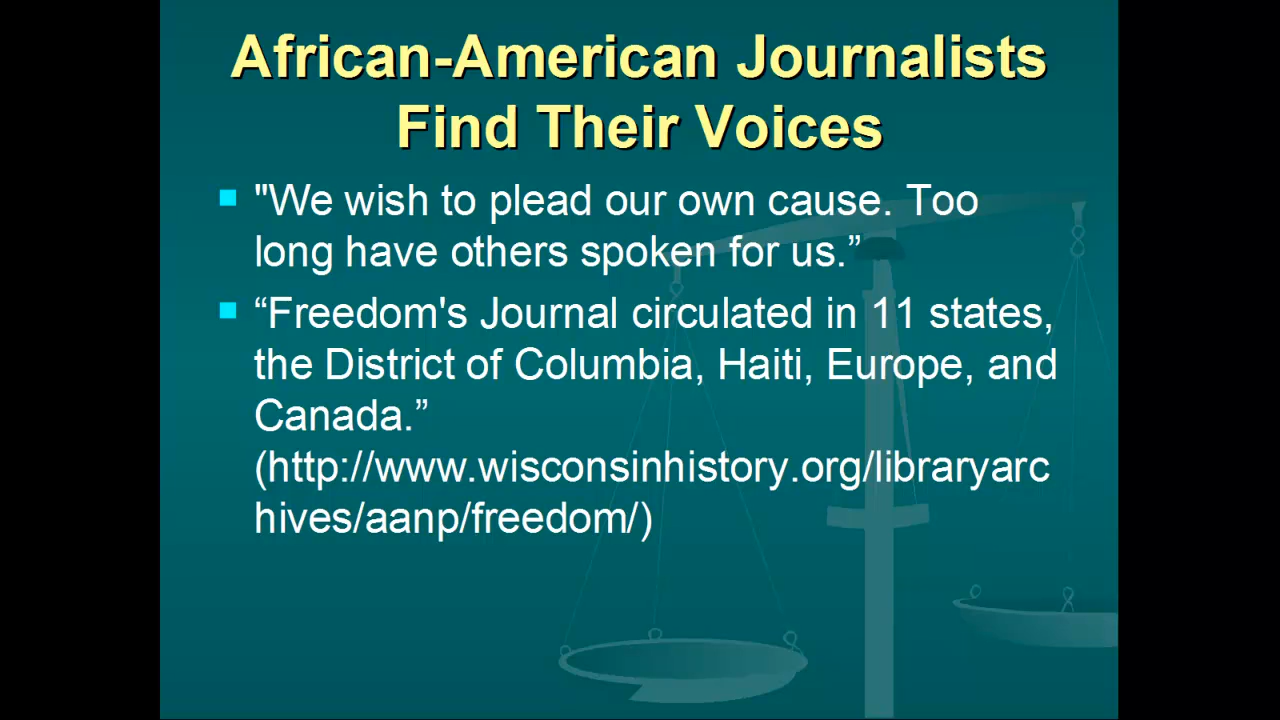 African-American Journalists
Find Their Voices
"We wish to plead our own cause. Too
long have others spoken for us.”
“Freedom's Journal circulated in 11 states,
the District of Columbia, Haiti, Europe, and
Canada.”
(http://www.wisconsinhistory.org/libraryarc
hives/aanp/freedom/)